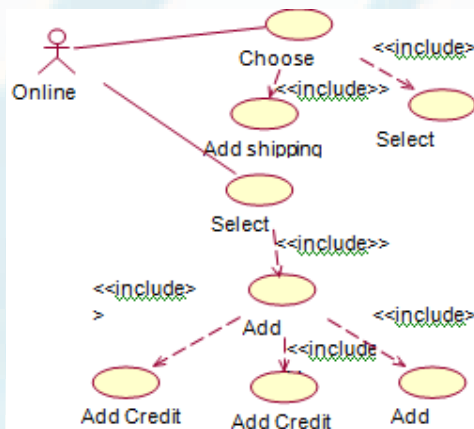 <<include>
Choose
Online
<<include>>
Add shipping
Select
Select
<<include>>
<<include>
>
<<include>
Add
<<include
Add Credit
Add Credit
Add